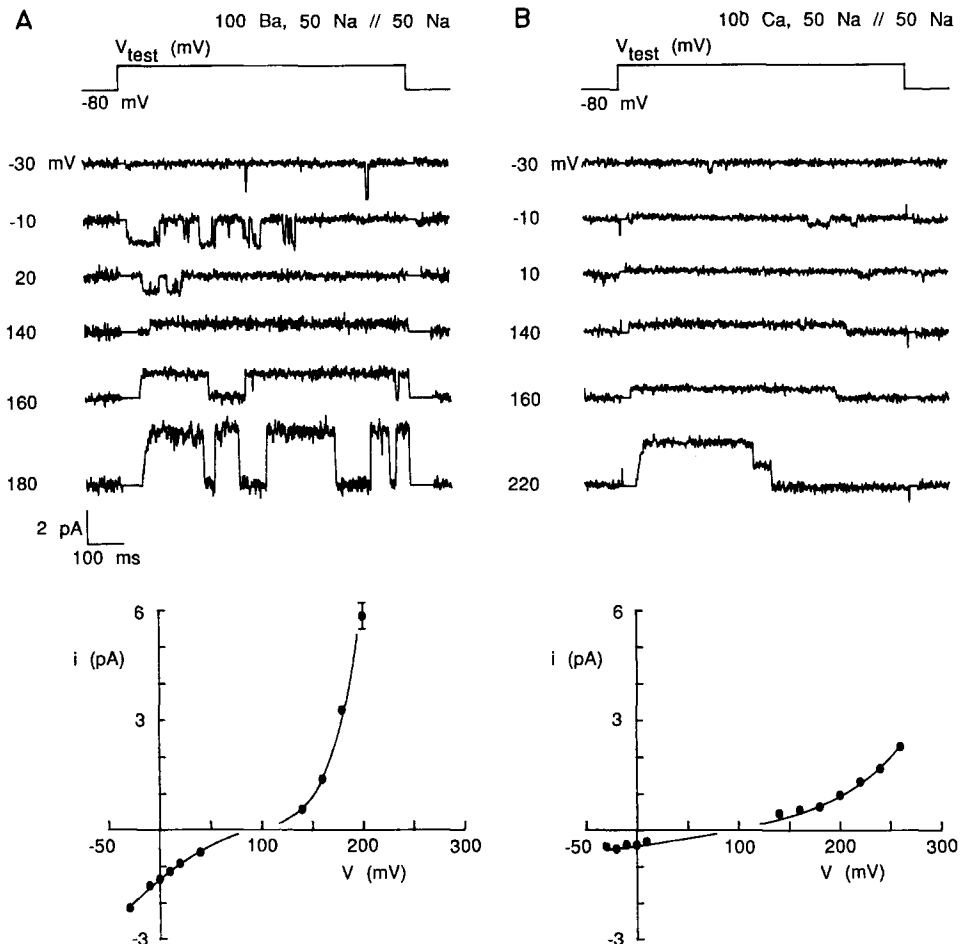 A
100 Ba, 50 Na // 50 Na
V_test (mV)
-80 mV
-30 mV
-10
20
140
160
180
2 pA
100 ms
6
i (pA)
3
-50
100
200
300
V (mV)
-3
B
100 Ca, 50 Na // 50 Na
V_test (mV)
-80 mV
-30 mV
-10
10
140
160
220
6
i (pA)
3
-50
100
200
300
V (mV)
-3